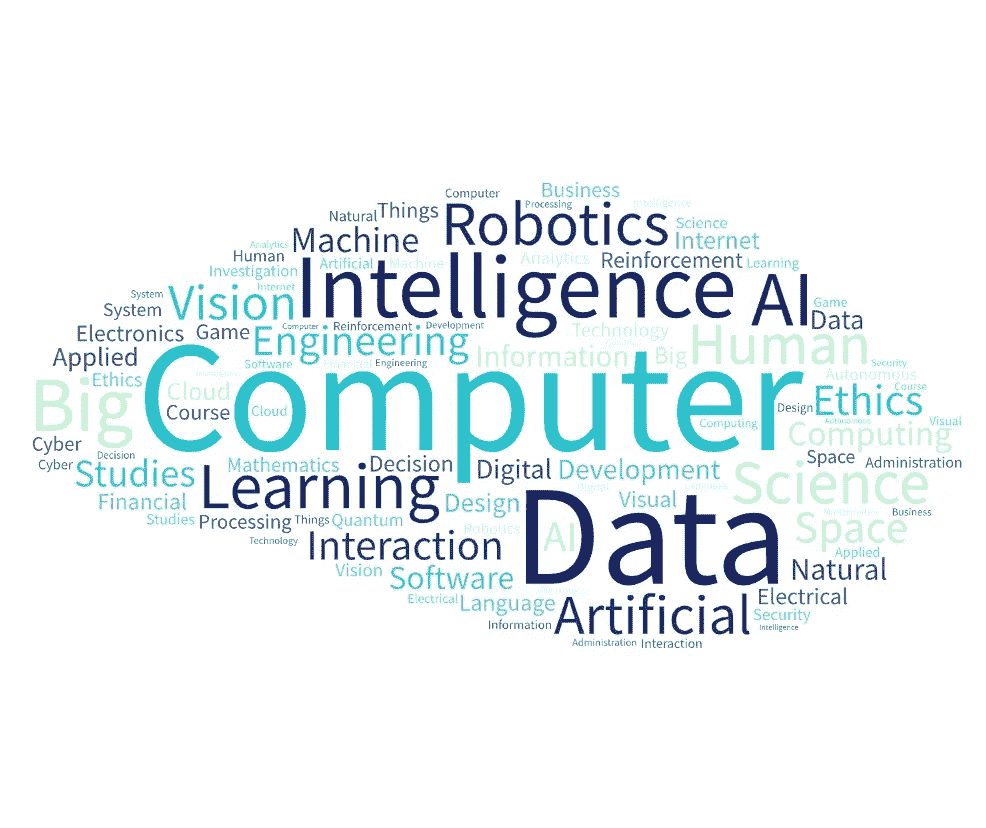 Business
Computer
Processing
Intelligence
Natural
Things
Robotics
Science
Internet
Machine
Analytics
Human
Artificial
Machine
Analytics
Reinforcement
Learning
Investigation
Internet
Intelligence
AI
System
System
Vision
Game
Data
Electronics
Game
Computer
Reinforcement
Development
Technology
Engineering
Information
Big
Human
Applied
Software
Financial
Engineering
Security
Autonomous
Ethics
Cloud
Computer
Course
Big
Course
Cloud
Design
Ethics
Computing
Autonomous
Visual
Computing
Cyber
Decision
Space
Administration
Cyber
Studies
Mathematics
Decision
Digital
Development
Science
Learning
Digital
Financial
Design
Visual
Data
Business
Studies
Processing
Things
Quantum
Robotics
AI
Space
Technology
Interaction
Applied
Vision
Software
Natural
Electrical
Language
Artificial
Electrical
Security
Information
Intelligence
Administration
Interaction